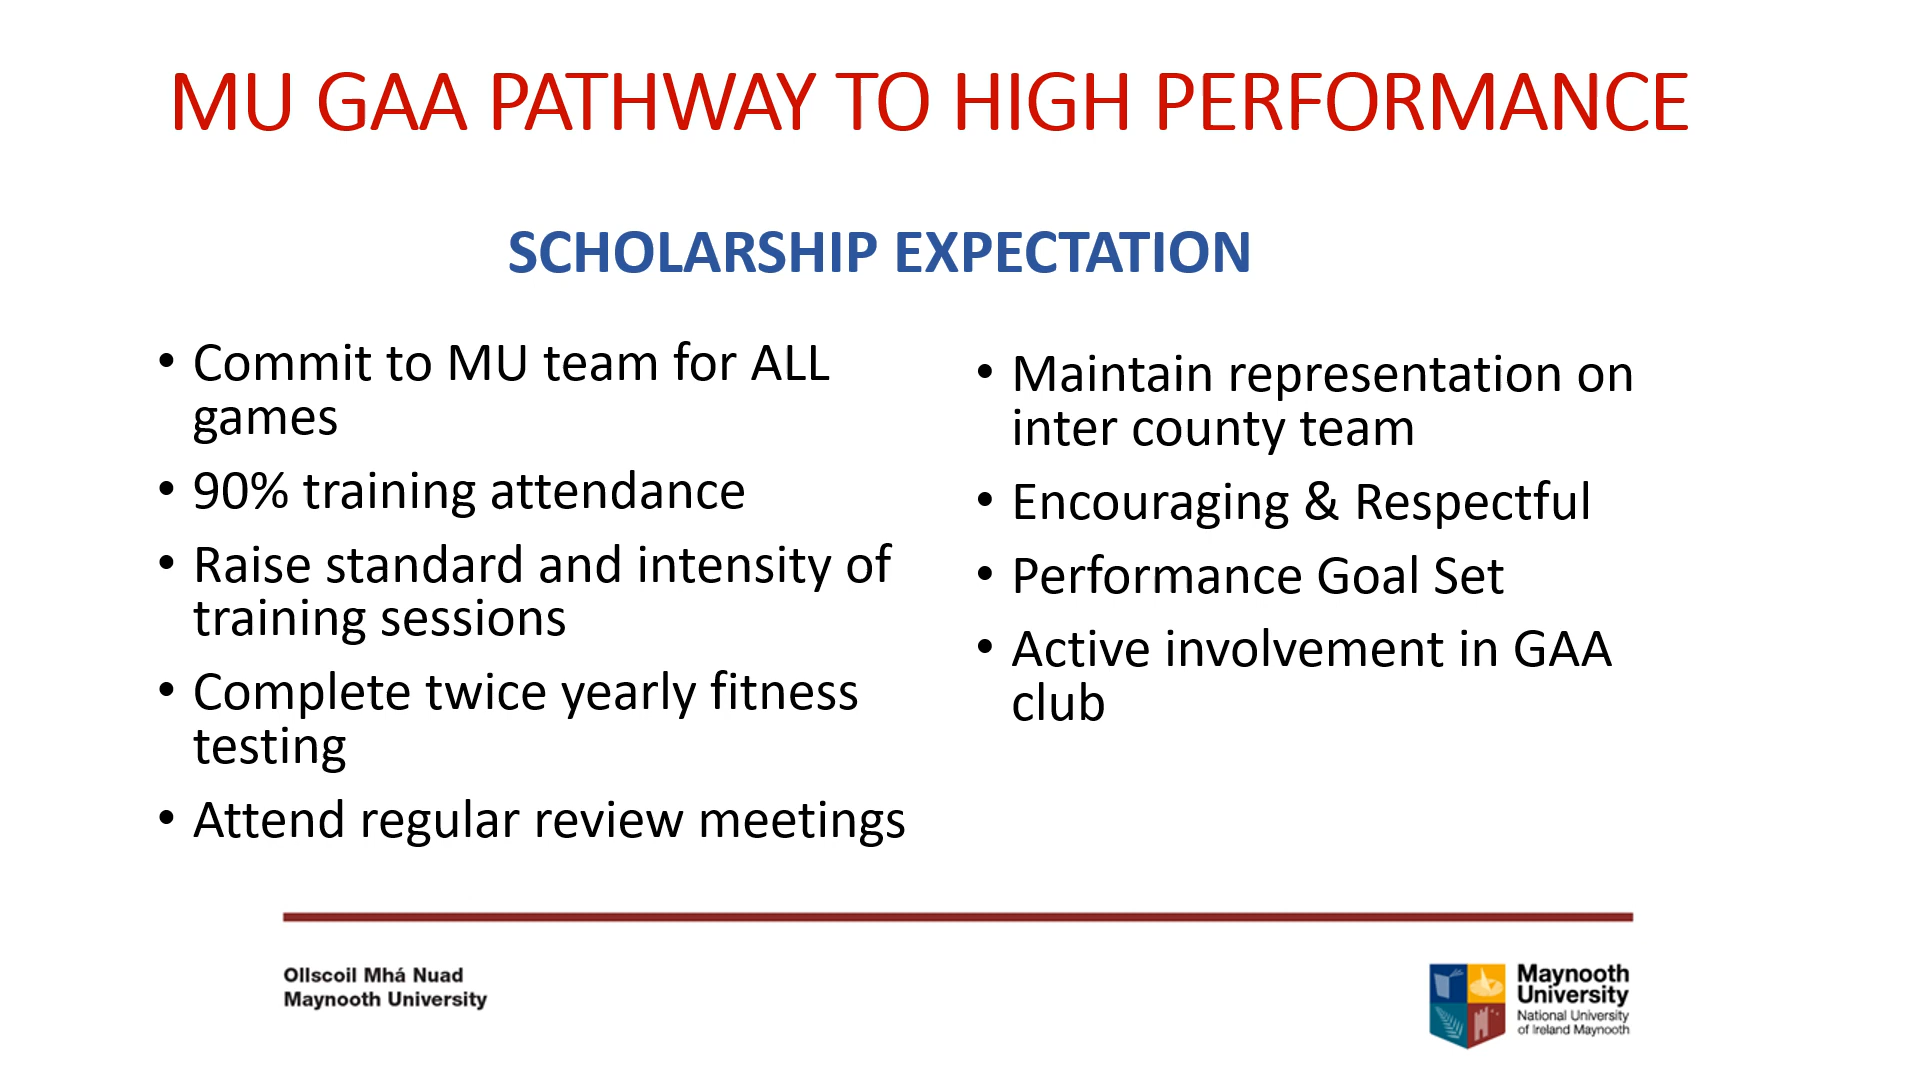 MU GAA PATHWAY TO HIGH PERFORMANCE
SCHOLARSHIP EXPECTATION
• Commit to MU team for ALL
games
• 90% training attendance
• Raise standard and intensity of
training sessions
• Complete twice yearly fitness
testing
• Attend regular review meetings
• Maintain representation on
inter county team
• Encouraging & Respectful
• Performance Goal Set
• Active involvement in GAA
club
Ollscoil Mhá Nuad
Maynooth University
Maynooth
University
National University
of Ireland Maynooth